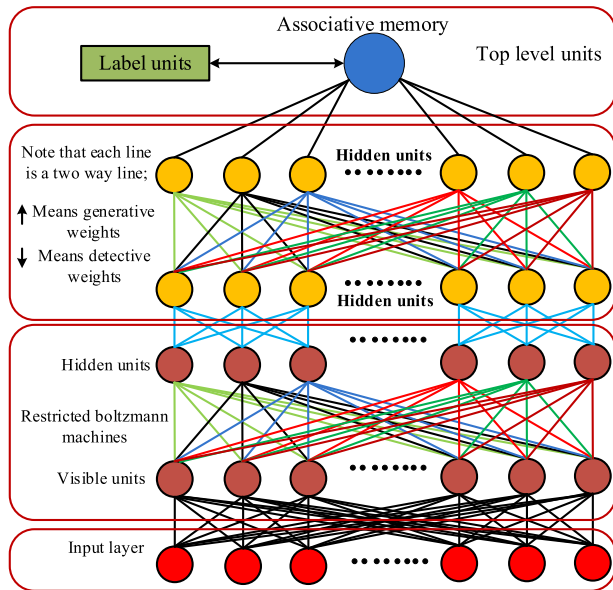 Associative memory
Label units
Top level units
Note that each line
is a two way line;
Hidden units
Means generative
weights
Means detective
weights
Hidden units
Hidden units
Restricted boltzmann
machines
Visible units
Input layer